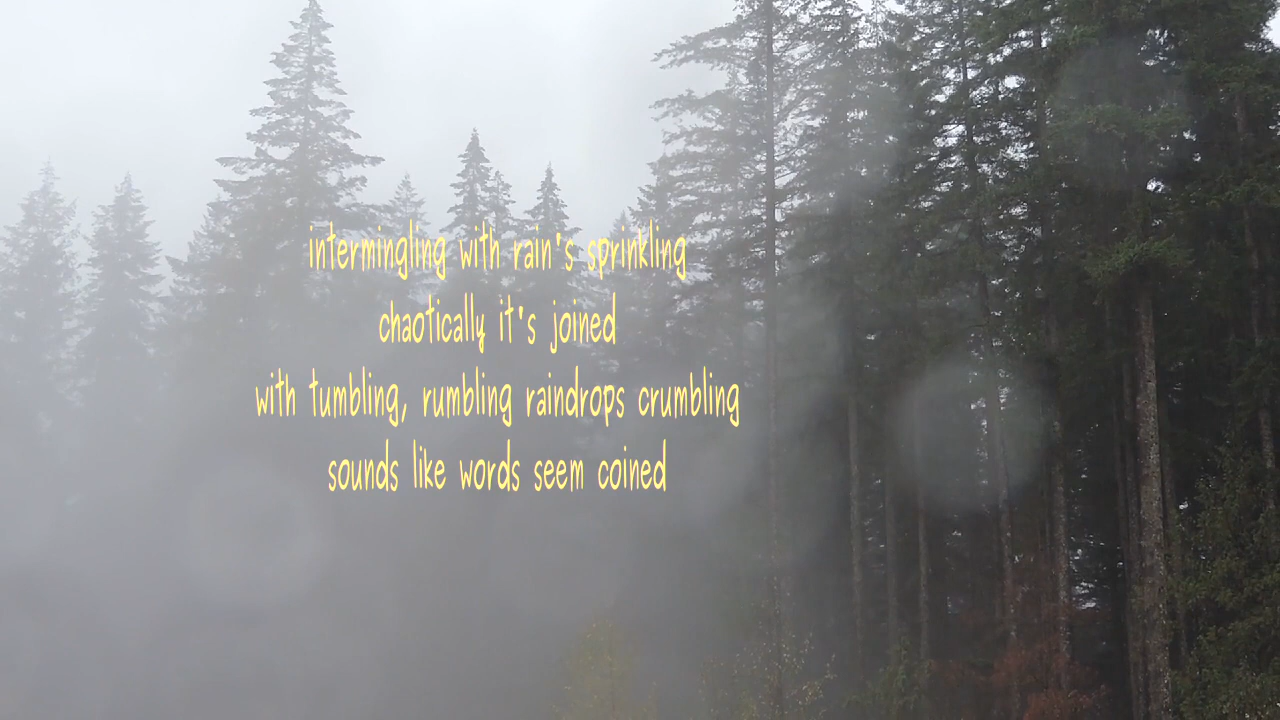 intermingling with rain's sprinkling
chaotically it's joined
with tumbling, rumbling raindrops crumbling
sounds like words seem coined